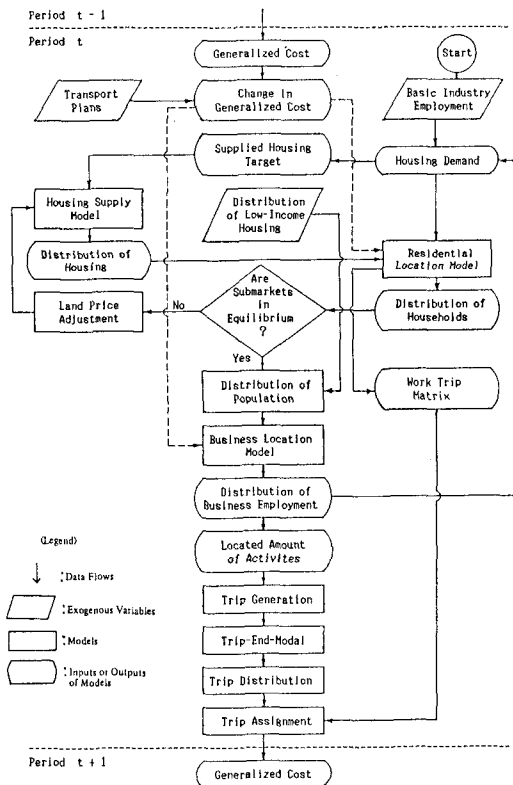 Period t - 1
Period t
Start
Generalized Cost
Transport
Plans
Change in
Generalized Cost
Basic Industry
Employment
Supplied Housing
Target
Housing Demand
Housing Supply
Model
Distribution
of Low-Income
Housing
Distribution of
Housing
Residential
Location Model
Land Price
Adjustment
No
Are
Submarkets
in
Equilibrium
?
Distribution of
Households
Yes
Distribution of
Population
Work Trip
Matrix
Business Location
Model
Distribution of
Business Employment
Located Amount
of Activites
Trip Generation
Trip-End-Modal
Trip Distribution
Trip Assignment
(Legend)
:Data Flows
:Exogenous Variables
:Models
:Inputs or Outputs
of Models
Period t + 1
Generalized Cost